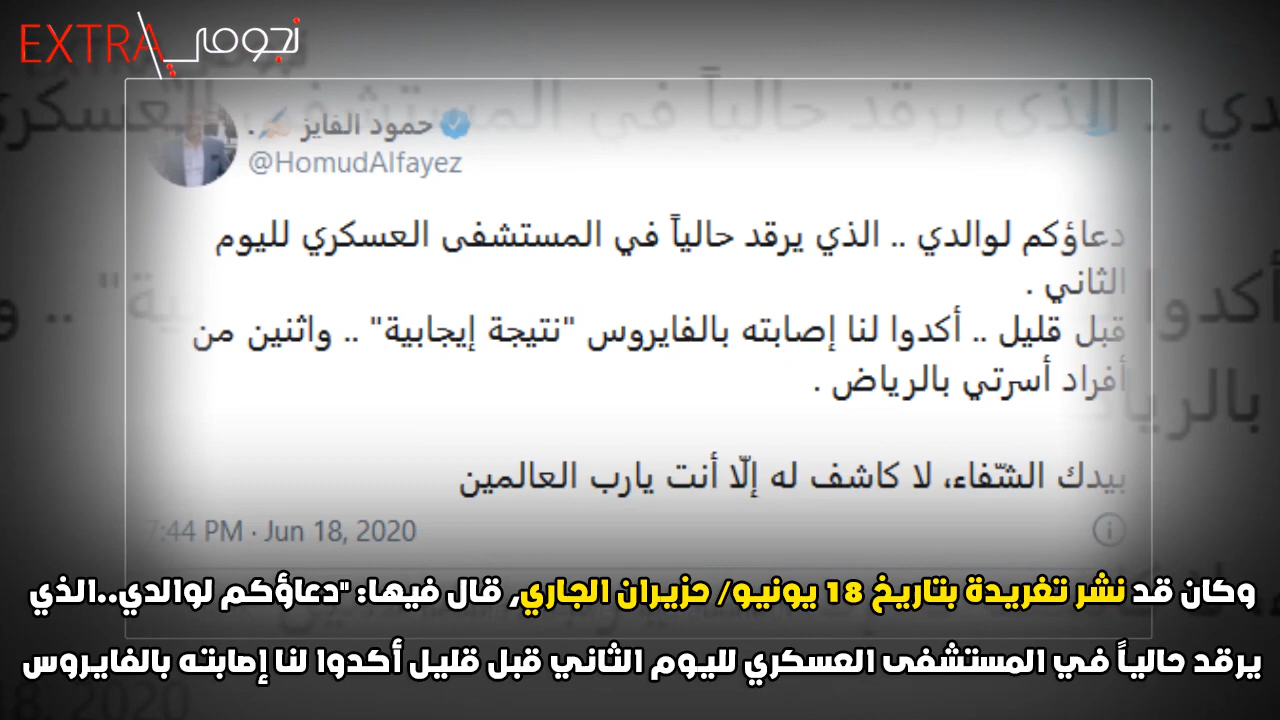 نجومي EXTRA
حمود الفايز .
@HomudAlfayez
دعاؤكم لوالدي .. الذي يرقد حالياً في المستشفى العسكري لليوم
الثاني .
قبل قليل .. أكدوا لنا إصابته بالفايروس "نتيجة إيجابية" .. واثنين من
أفراد أسرتي بالرياض .
بيدك الشّفاء، لا كاشف له إلّا أنت يارب العالمين
7:44 PM · Jun 18, 2020
وكان قد نشر تغريدة بتاريخ 18 يونيو/ حزيران الجاري, قال فيها: "دعاؤكم لوالدي..الذي
يرقد حالياً في المستشفى العسكري لليوم الثاني قبل قليل أكدوا لنا إصابته بالفايروس